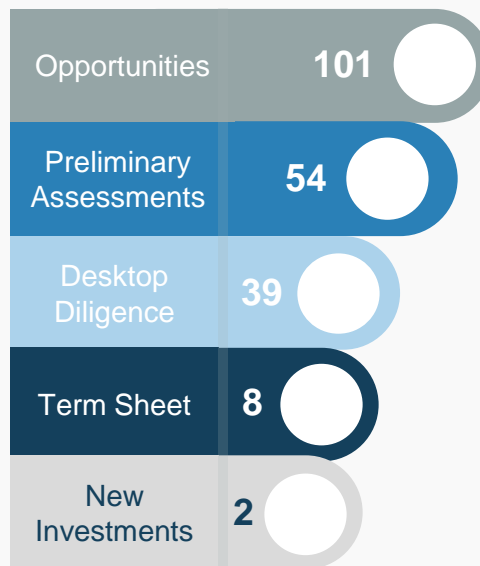 Opportunities 101
Preliminary
Assessments 54
Desktop
Diligence 39
Term Sheet 8
New
Investments 2